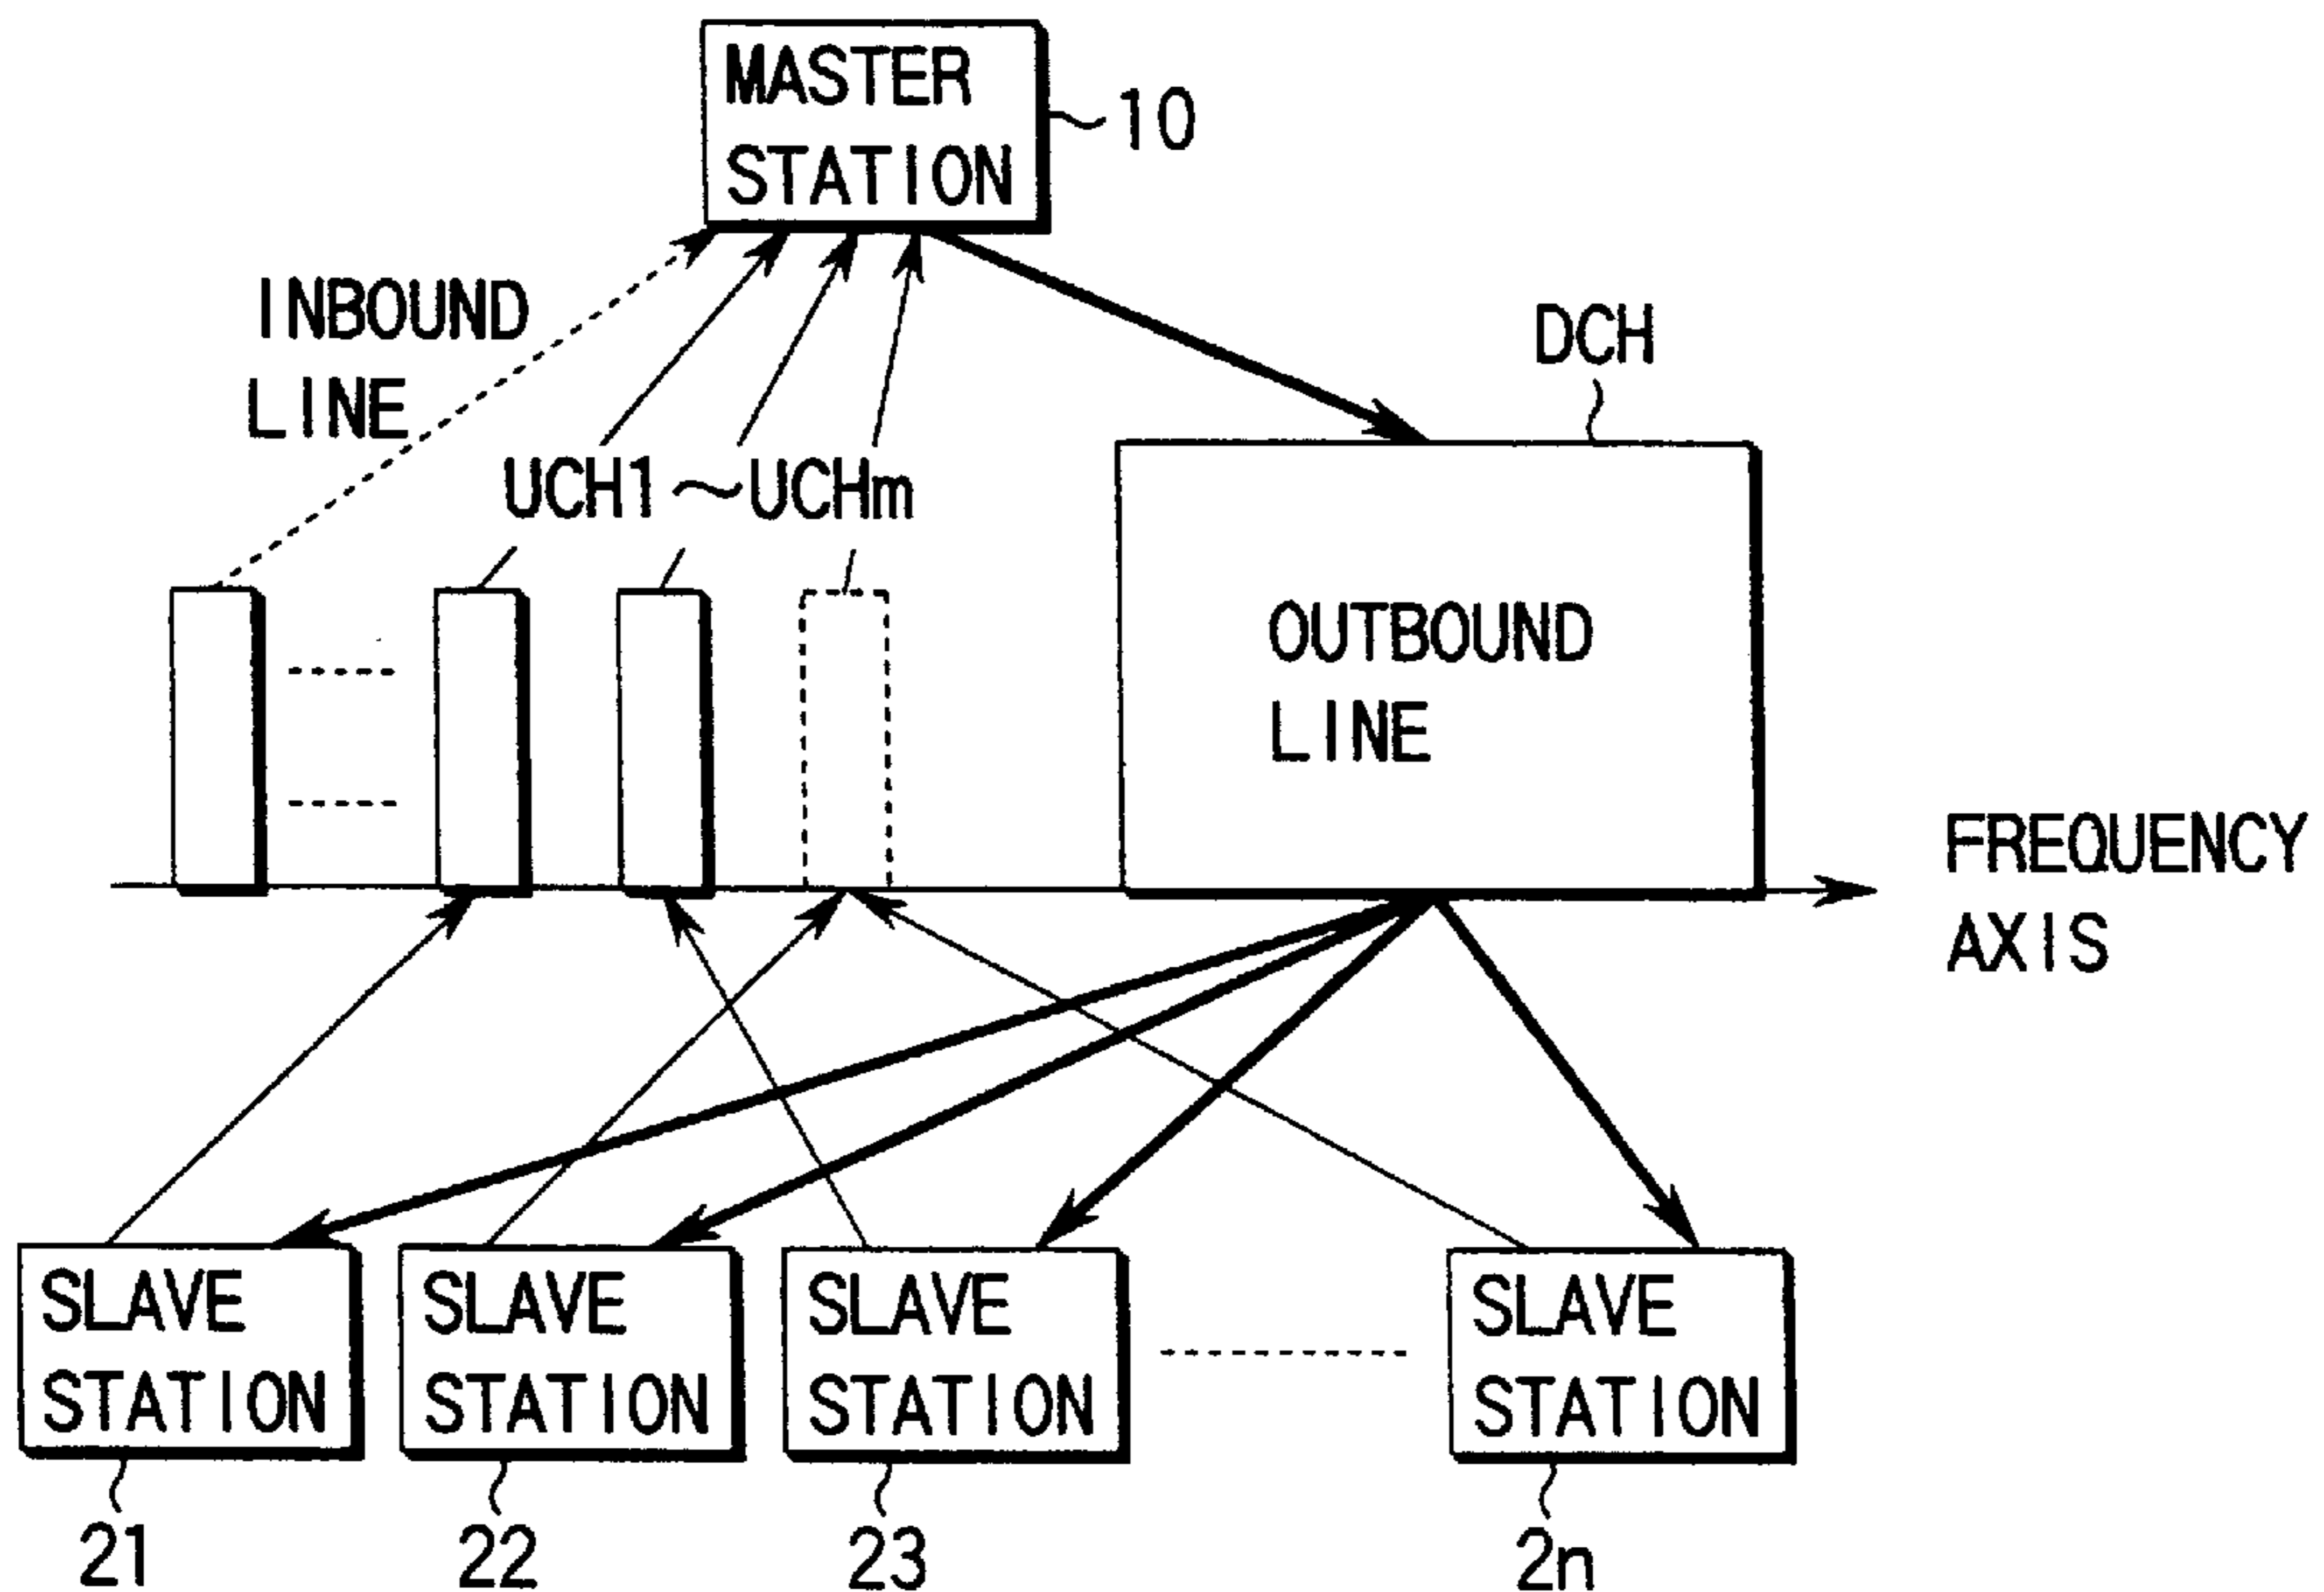 MASTER
STATION
10
INBOUND
LINE
DCH
UCH1~UCHm
OUTBOUND
LINE
FREQUENCY
AXIS
SLAVE
STATION
SLAVE
STATION
SLAVE
STATION
SLAVE
STATION
21
22
23
2n